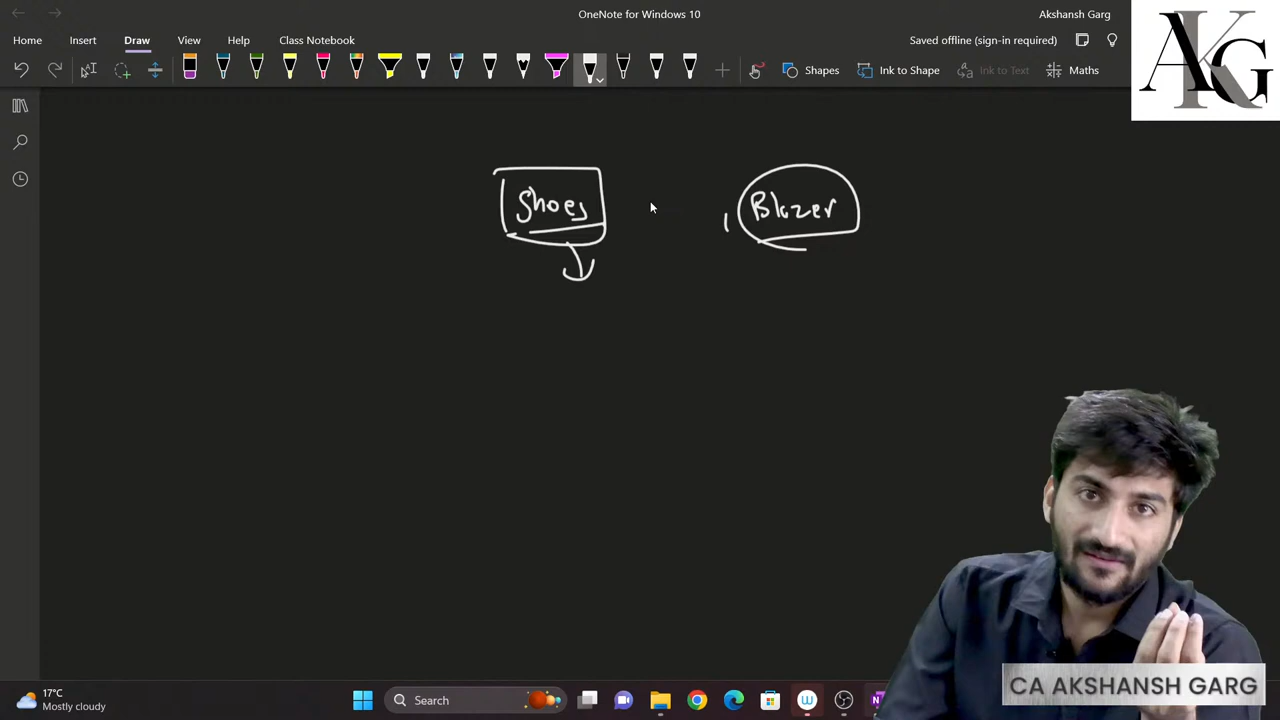 OneNote for Windows 10
Akshansh Garg
Home Insert Draw View Help Class Notebook
Saved offline (sign-in required)
Shapes Ink to Shape Ink to Text Maths
AKG
Shoes Blazer
CA AKSHANSH GARG
17°C
Mostly cloudy
Search